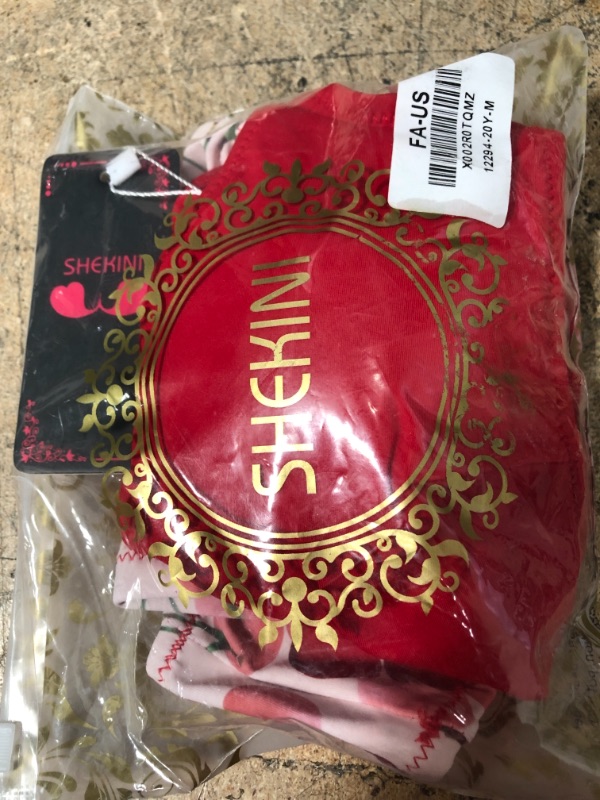 FA-US
X002R0TQMZ
12294-20Y-M
SHEKINI
SHEKINI